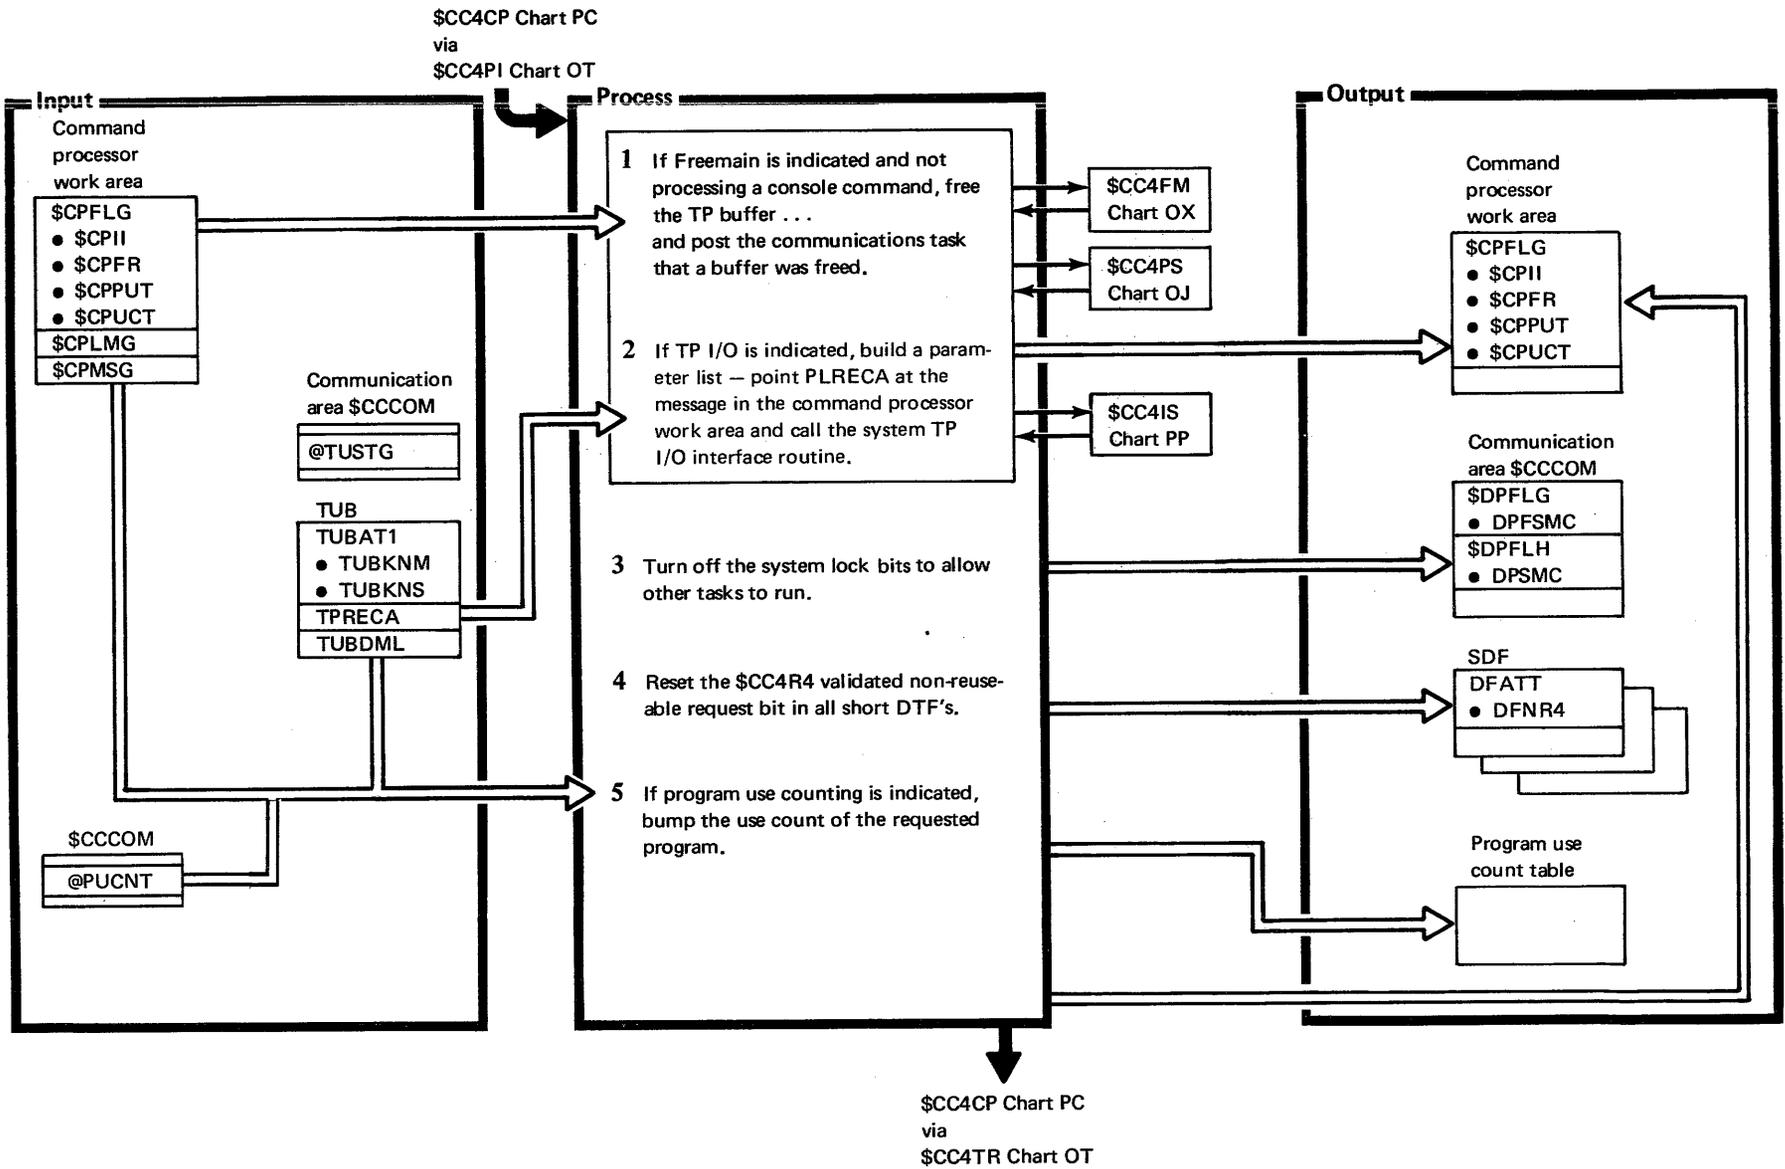 $CC4CP Chart PC
via
$CC4PI Chart OT
Input
Command
processor
work area
$CPFLG
• $CPII
• $CPFR
• $CPPUT
• $CPUCT
$CPLMG
$CPMSG
Communication
area $CCCOM
@TUSTG
TUB
TUBAT1
• TUBKNM
• TUBKNS
TPRECA
TUBDML
$CCCOM
@PUCNT
Process
1 If Freemain is indicated and not
processing a console command, free
the TP buffer . . .
and post the communications task
that a buffer was freed.
2 If TP I/O is indicated, build a param-
eter list — point PLRECA at the
message in the command processor
work area and call the system TP
I/O interface routine.
3 Turn off the system lock bits to allow
other tasks to run.
4 Reset the $CC4R4 validated non-reuse-
able request bit in all short DTF's.
5 If program use counting is indicated,
bump the use count of the requested
program.
$CC4FM
Chart OX
$CC4PS
Chart OJ
$CC4IS
Chart PP
Output
Command
processor
work area
$CPFLG
• $CPII
• $CPFR
• $CPPUT
• $CPUCT
Communication
area $CCCOM
$DPFLG
• DPFSMC
$DPFLH
• DPSMC
SDF
DFATT
• DFNR4
Program use
count table
$CC4CP Chart PC
via
$CC4TR Chart OT